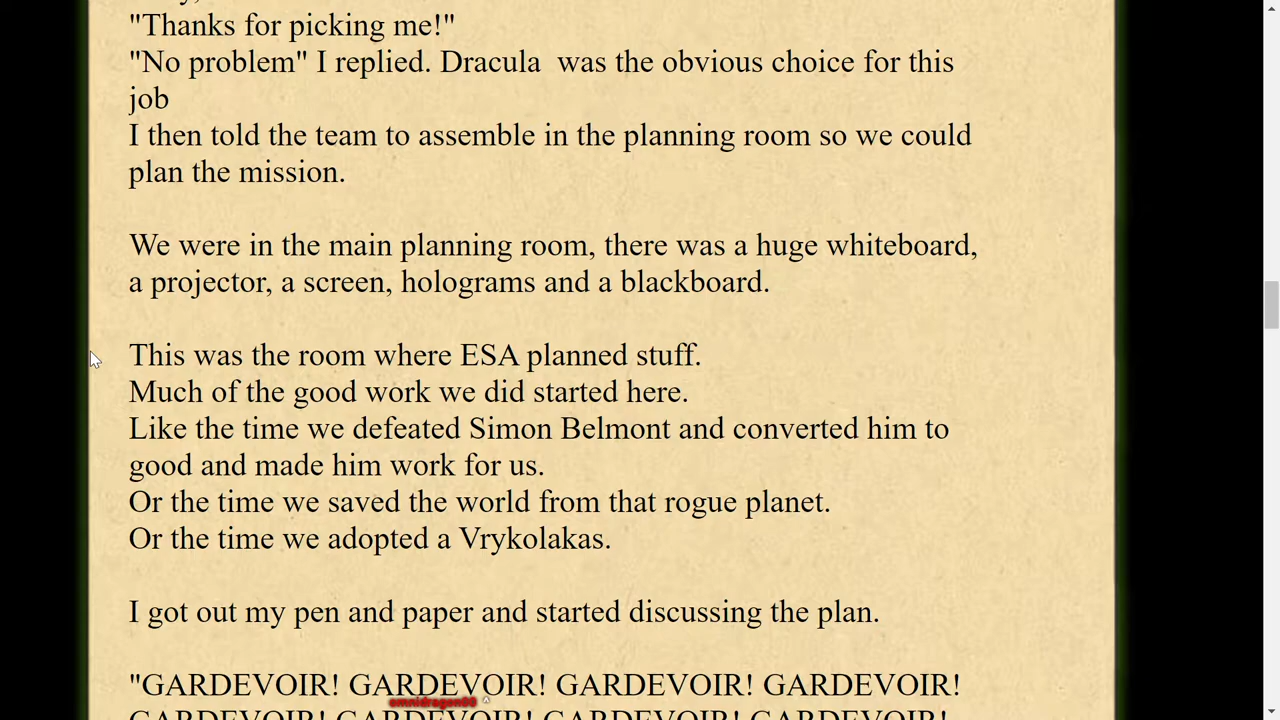 "Thanks for picking me!"
"No problem" I replied. Dracula  was the obvious choice for this
job
I then told the team to assemble in the planning room so we could
plan the mission.
We were in the main planning room, there was a huge whiteboard,
a projector, a screen, holograms and a blackboard.
This was the room where ESA planned stuff.
Much of the good work we did started here.
Like the time we defeated Simon Belmont and converted him to
good and made him work for us.
Or the time we saved the world from that rogue planet.
Or the time we adopted a Vrykolakas.
I got out my pen and paper and started discussing the plan.
"GARDEVOIR! GARDEVOIR! GARDEVOIR! GARDEVOIR!
GARDEVOIR! GARDEVOIR! GARDEVOIR! GARDEVOIR!